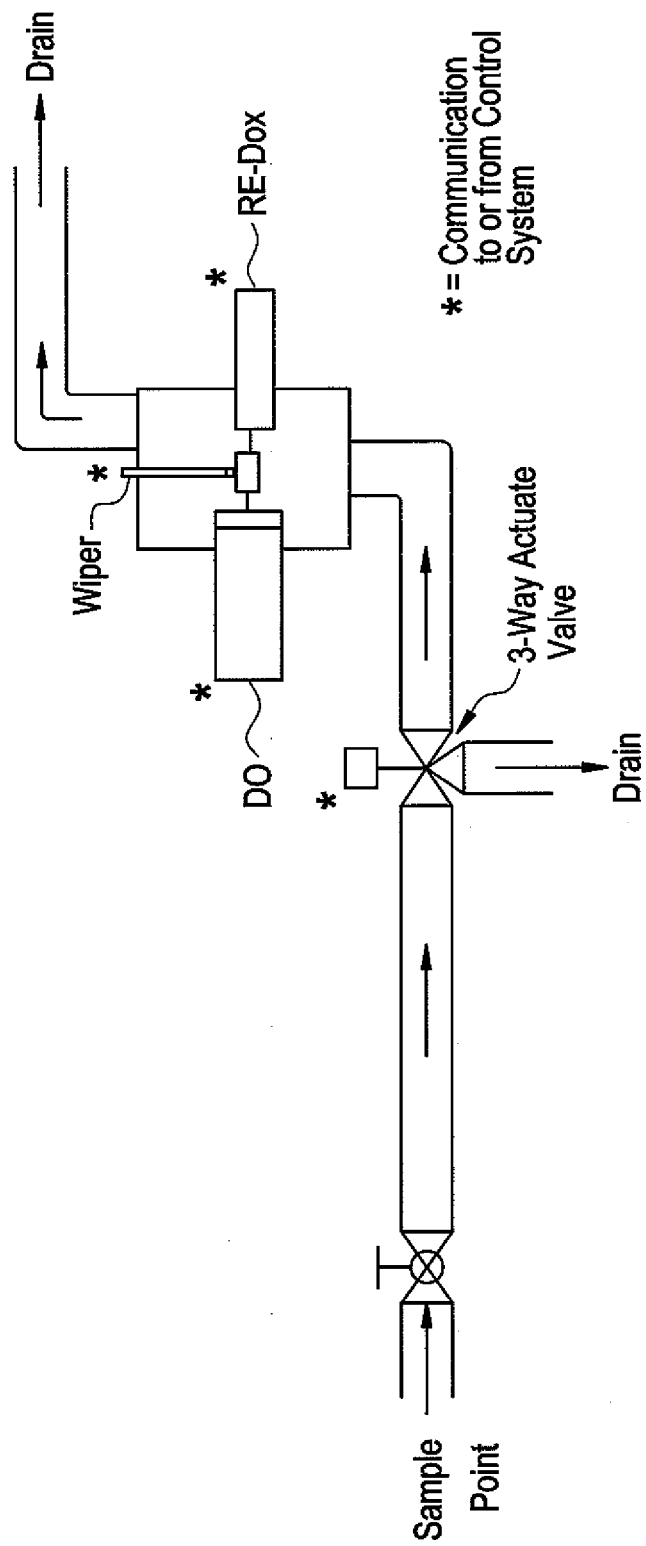 Drain
RE-Dox
*
Wiper
*
*
DO
* = Communication
to or from Control
System
3-Way Actuate
Valve
*
Drain
Sample
Point